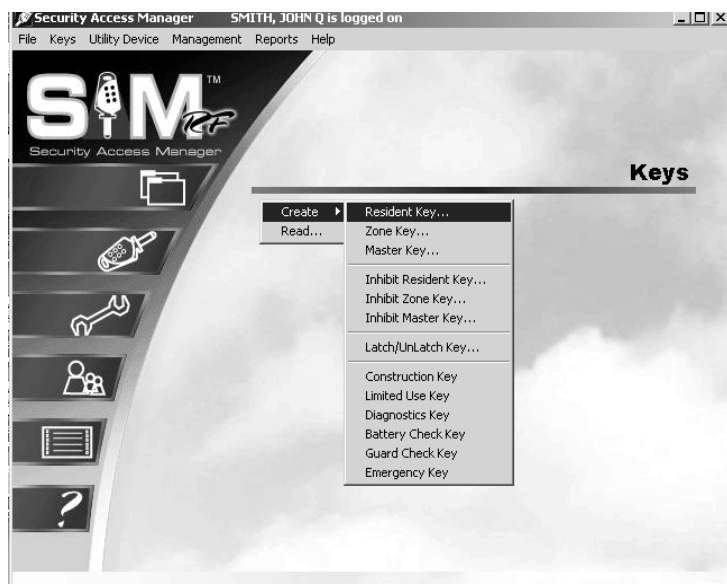 Security Access Manager SMITH, JOHN Q is logged on
File Keys Utility Device Management Reports Help
SAM™
RF
Security Access Manager
Keys
Create
Read...
Resident Key...
Zone Key...
Master Key...
Inhibit Resident Key...
Inhibit Zone Key...
Inhibit Master Key...
Latch/UnLatch Key...
Construction Key
Limited Use Key
Diagnostics Key
Battery Check Key
Guard Check Key
Emergency Key
?